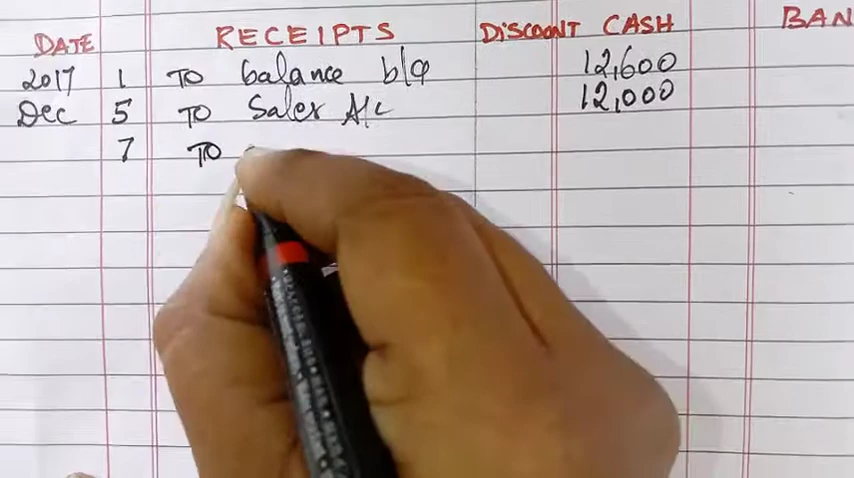 DATE RECEIPTS DISCOUNT CASH BAN
2017 1 TO balance b/φ 12,600
Dec 5 TO Sales A/c 12,000
7 TO